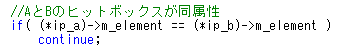 //AとBのヒットボックスが同属性
if( (*ip_a)->m_element == (*ip_b)->m_element )
    continue;